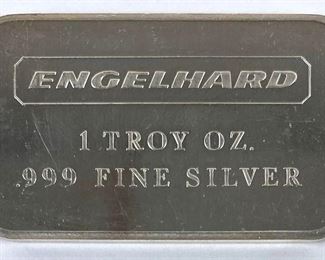 ENGELHARD
1 TROY OZ.
.999 FINE SILVER